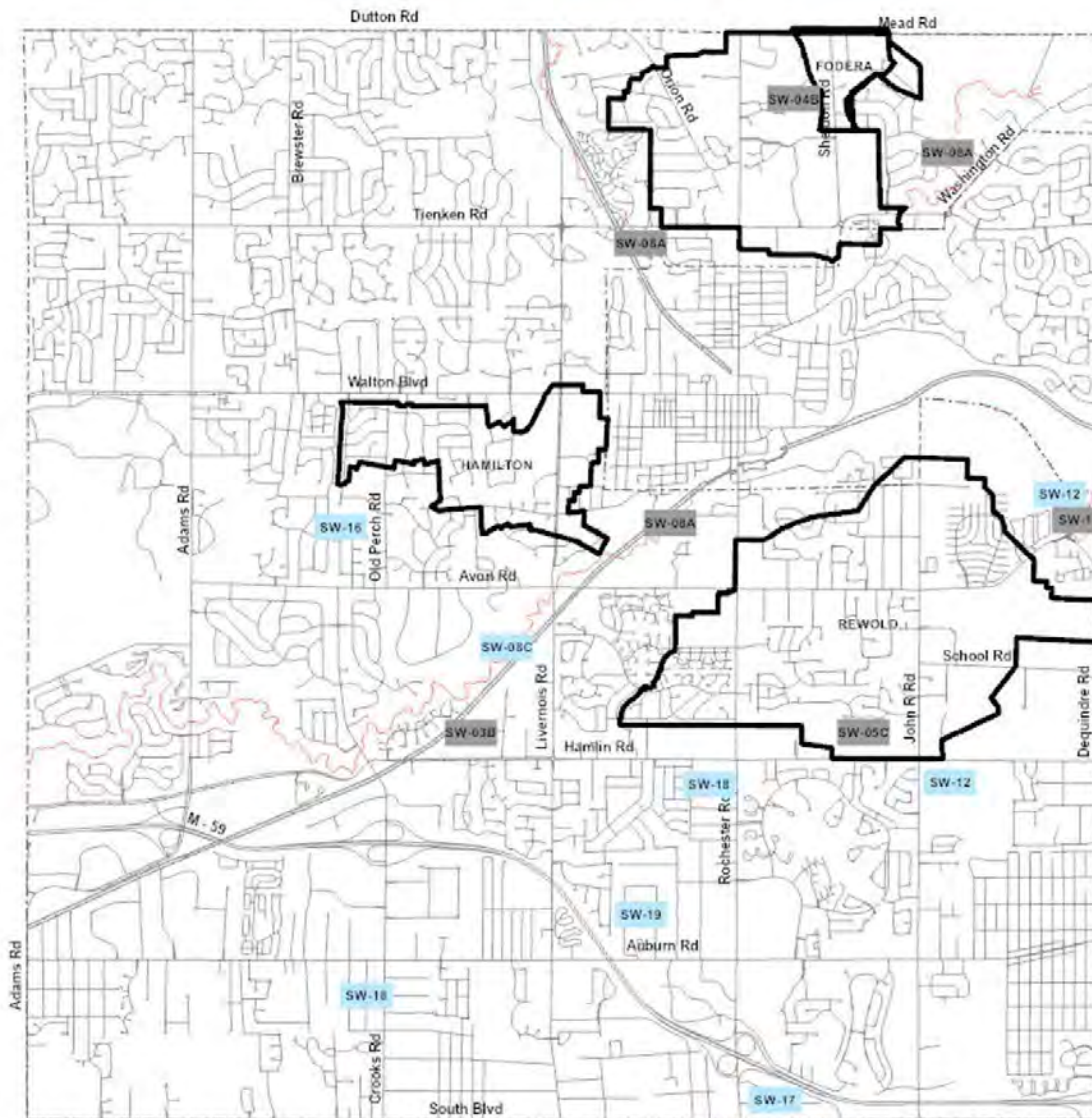 Dutton Rd
Mead Rd
FODERA
Orion Rd
SW-04B
Sheldon Rd
Brewster Rd
SW-08A
Washington Rd
Tienken Rd
SW-08A
Walton Blvd
HAMILTON
Adams Rd
SW-16
Old Perch Rd
SW-08A
SW-12
Avon Rd
REWOLD
SW-08C
School Rd
Livernois Rd
John R Rd
Dequindre Rd
SW-03B
Hamlin Rd
SW-05C
SW-18
SW-12
M - 59
Rochester Rd
SW-19
Auburn Rd
Adams Rd
SW-18
Crooks Rd
SW-17
South Blvd